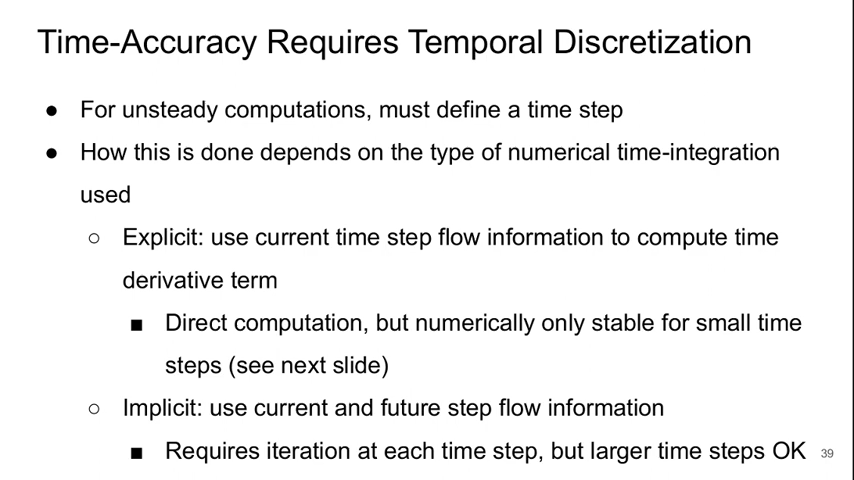 Time-Accuracy Requires Temporal Discretization
● For unsteady computations, must define a time step
● How this is done depends on the type of numerical time-integration
used
○ Explicit: use current time step flow information to compute time
derivative term
■ Direct computation, but numerically only stable for small time
steps (see next slide)
○ Implicit: use current and future step flow information
■ Requires iteration at each time step, but larger time steps OK
39